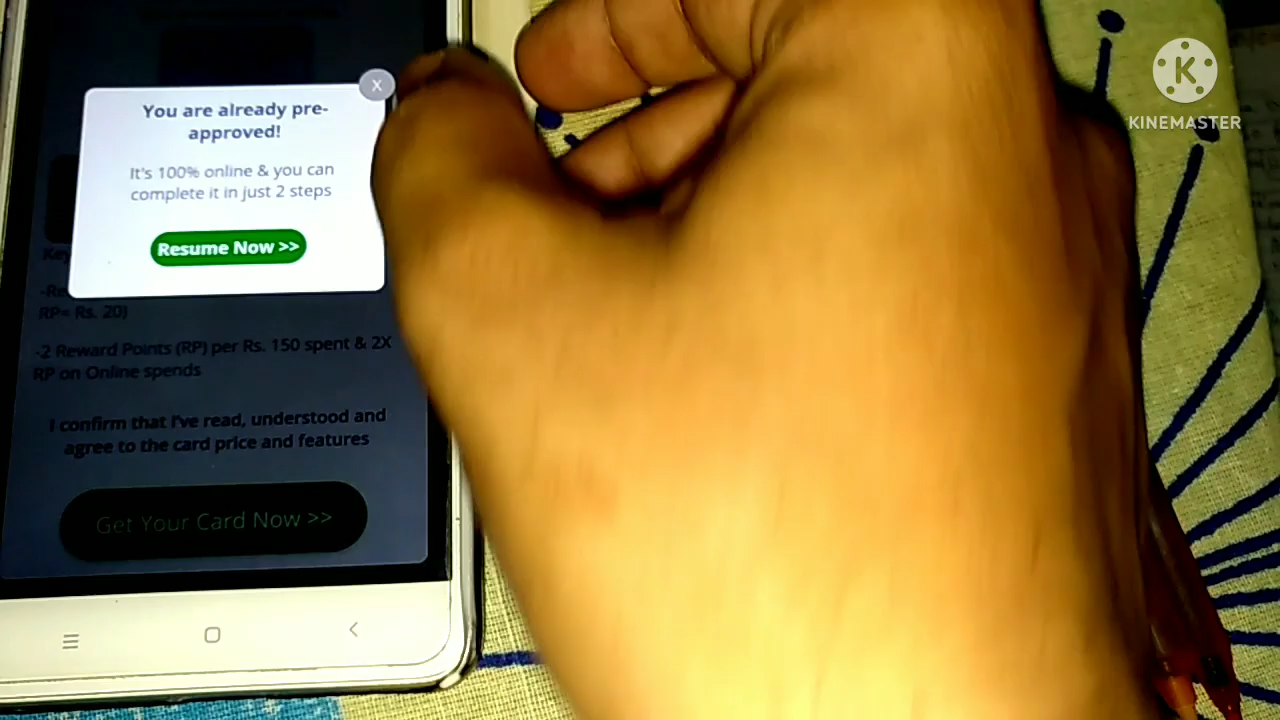 X
You are already pre-
approved!
It's 100% online & you can
complete it in just 2 steps
Resume Now >>
RP= Rs. 20)
-2 Reward Points (RP) per Rs. 150 spent & 2X
RP on Online spends
I confirm that I've read, understood and
agree to the card price and features
Get Your Card Now >>
K
KINEMASTER